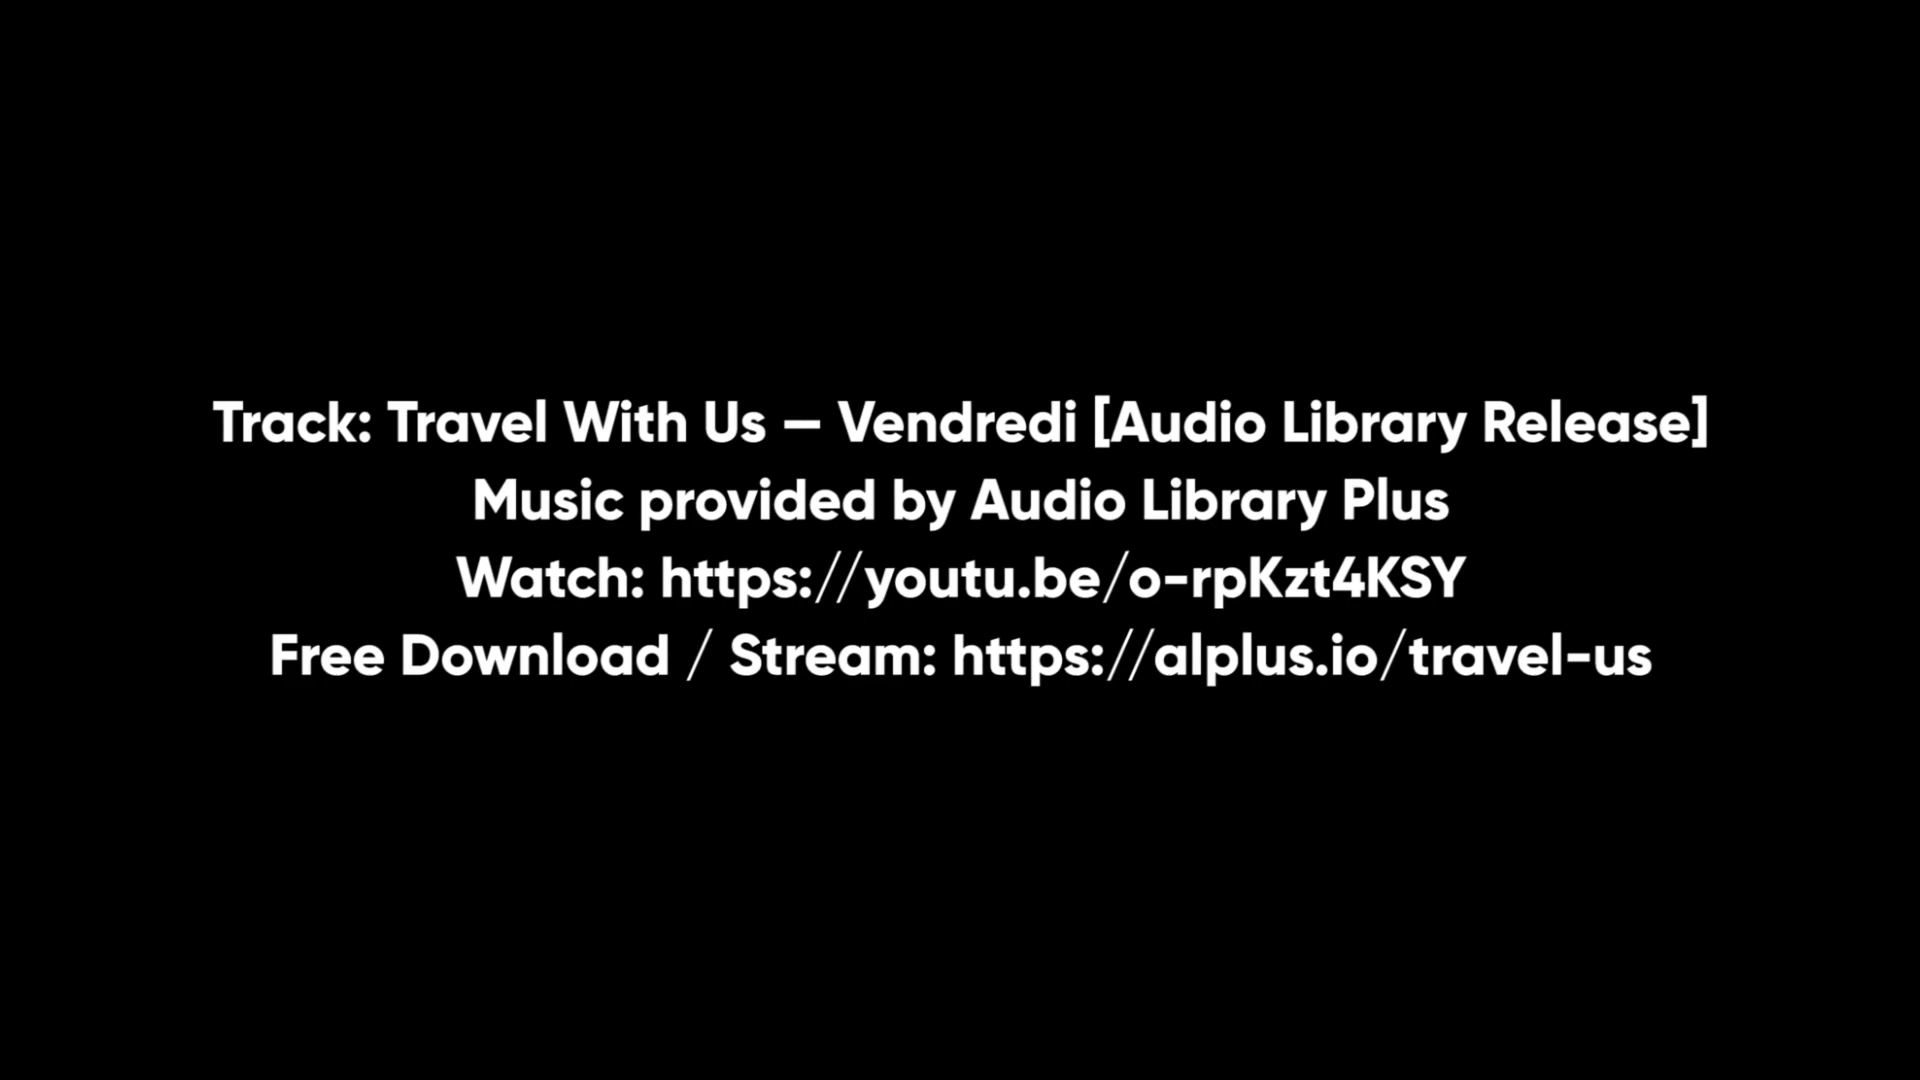 Track: Travel With Us — Vendredi [Audio Library Release]
Music provided by Audio Library Plus
Watch: https://youtu.be/o-rpKzt4KSY
Free Download / Stream: https://alplus.io/travel-us